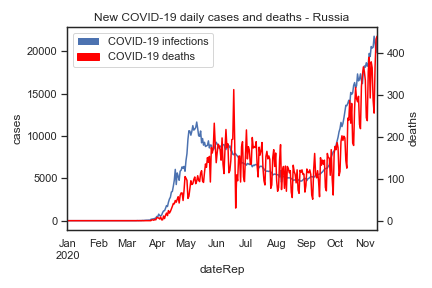 New COVID-19 daily cases and deaths - Russia
COVID-19 infections
COVID-19 deaths
20000
15000
10000
5000
0
cases
400
300
200
100
0
deaths
Jan Feb Mar Apr May Jun Jul Aug Sep Oct Nov
2020
dateRep